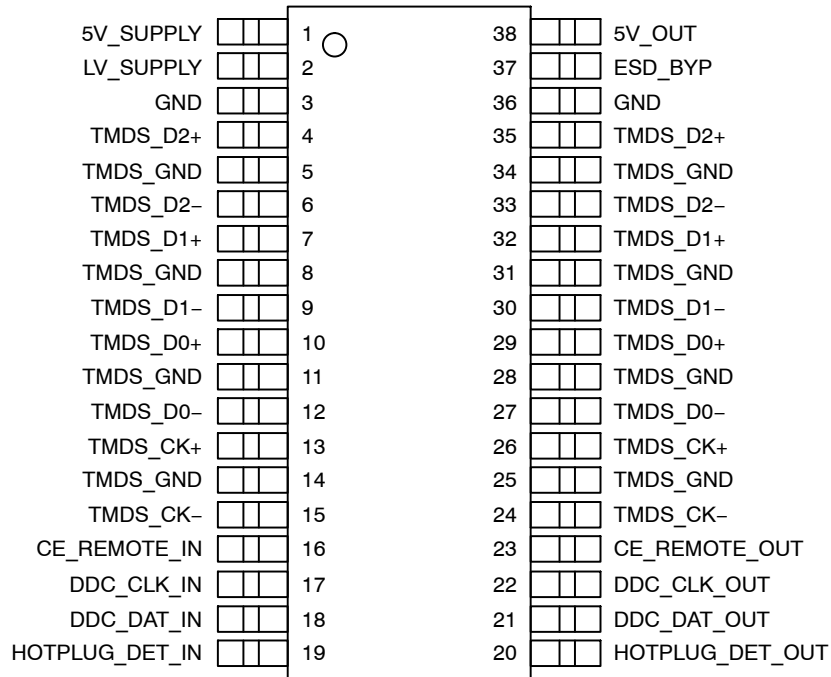 5V_SUPPLY 1 38 5V_OUT
LV_SUPPLY 2 37 ESD_BYP
GND 3 36 GND
TMDS_D2+ 4 35 TMDS_D2+
TMDS_GND 5 34 TMDS_GND
TMDS_D2− 6 33 TMDS_D2−
TMDS_D1+ 7 32 TMDS_D1+
TMDS_GND 8 31 TMDS_GND
TMDS_D1− 9 30 TMDS_D1−
TMDS_D0+ 10 29 TMDS_D0+
TMDS_GND 11 28 TMDS_GND
TMDS_D0− 12 27 TMDS_D0−
TMDS_CK+ 13 26 TMDS_CK+
TMDS_GND 14 25 TMDS_GND
TMDS_CK− 15 24 TMDS_CK−
CE_REMOTE_IN 16 23 CE_REMOTE_OUT
DDC_CLK_IN 17 22 DDC_CLK_OUT
DDC_DAT_IN 18 21 DDC_DAT_OUT
HOTPLUG_DET_IN 19 20 HOTPLUG_DET_OUT